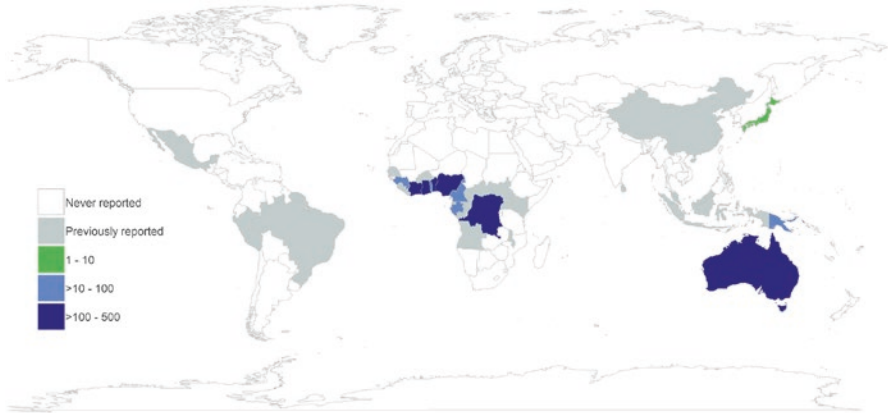 Never reported
Previously reported
1 - 10
>10 - 100
>100 - 500